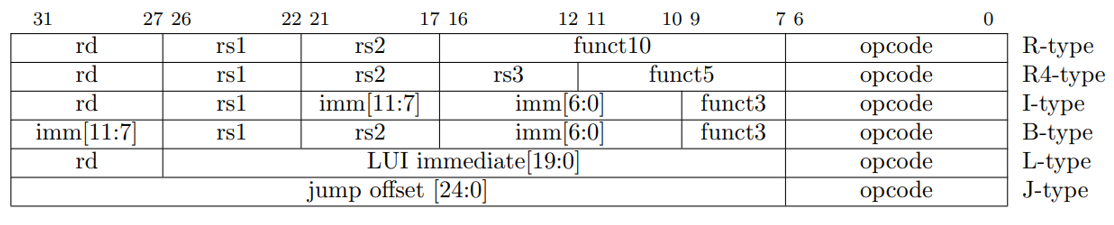 31 27 26 22 21 17 16 12 11 10 9 7 6 0
rd rs1 rs2 funct10 opcode R-type
rd rs1 rs2 rs3 funct5 opcode R4-type
rd rs1 imm[11:7] imm[6:0] funct3 opcode I-type
imm[11:7] rs1 rs2 imm[6:0] funct3 opcode B-type
rd LUI immediate[19:0] opcode L-type
jump offset [24:0] opcode J-type